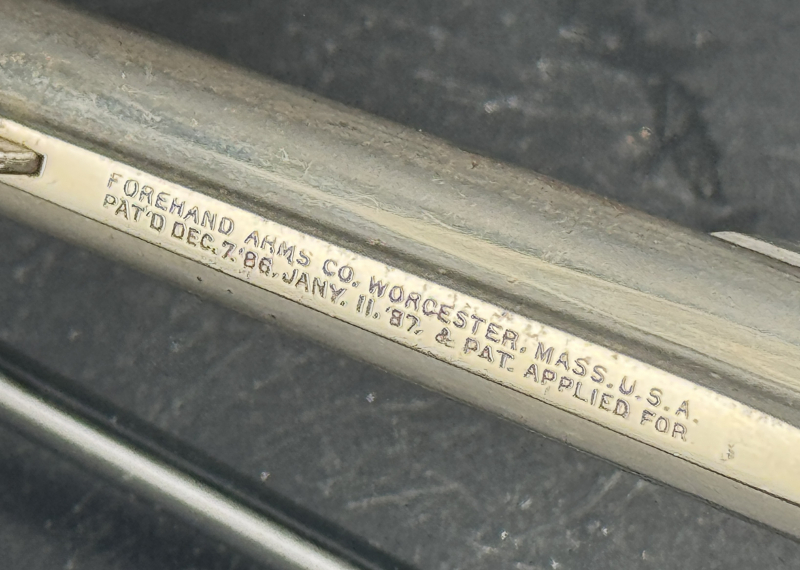 FOREHAND ARMS CO. WORCESTER, MASS. U.S.A.
PAT'D DEC. 7. '86. JANY. 11. '87. & PAT. APPLIED FOR